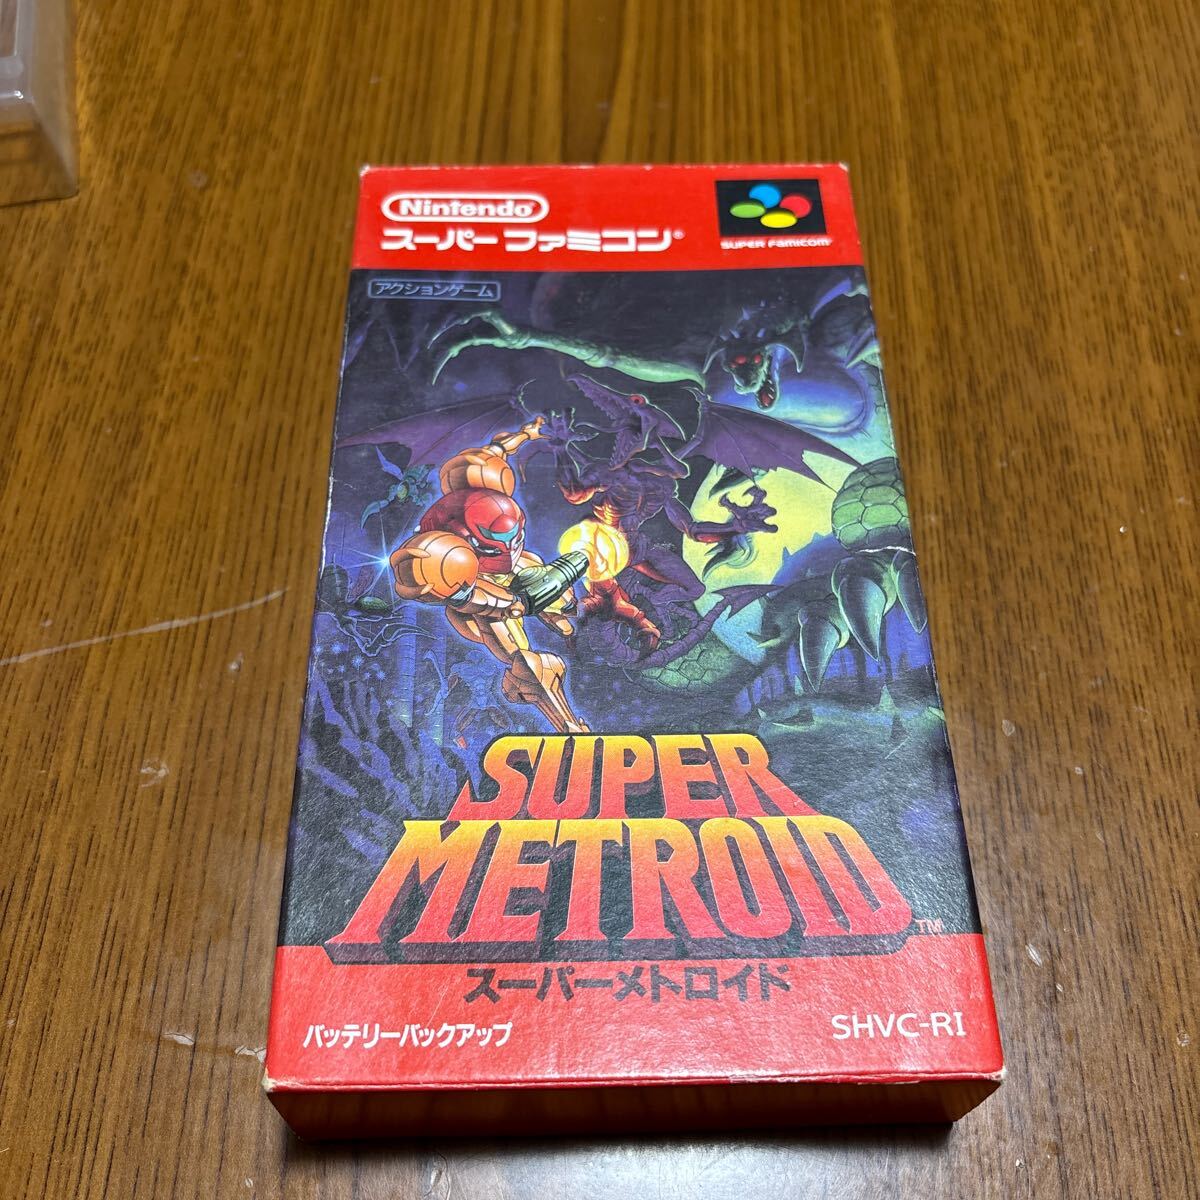 Nintendo
スーパーファミコン®
SUPER FAMICOM
アクションゲーム
SUPER
METROID™
スーパーメトロイド
バッテリーバックアップ
SHVC-RI